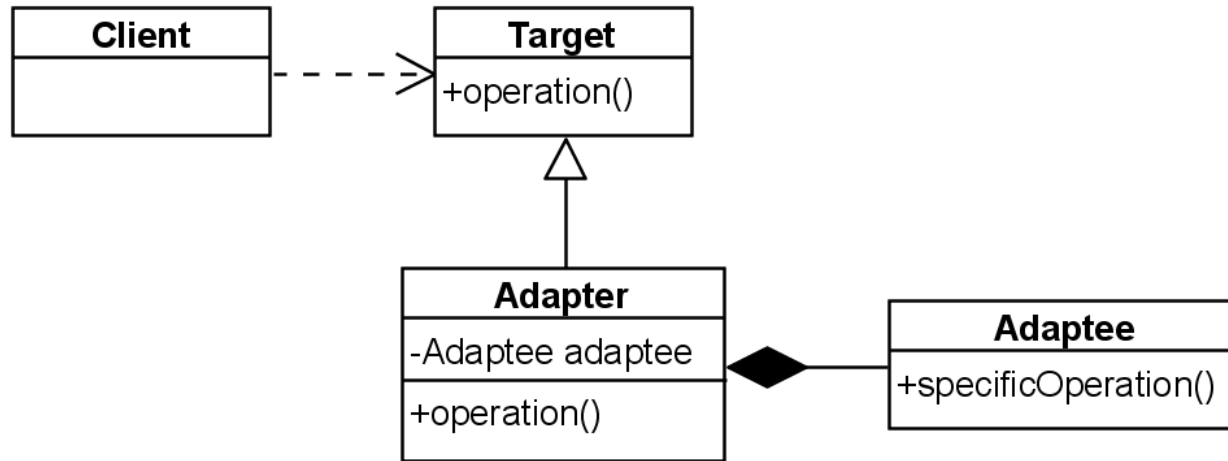 Client
Target
+operation()
Adapter
-Adaptee adaptee
+operation()
Adaptee
+specificOperation()